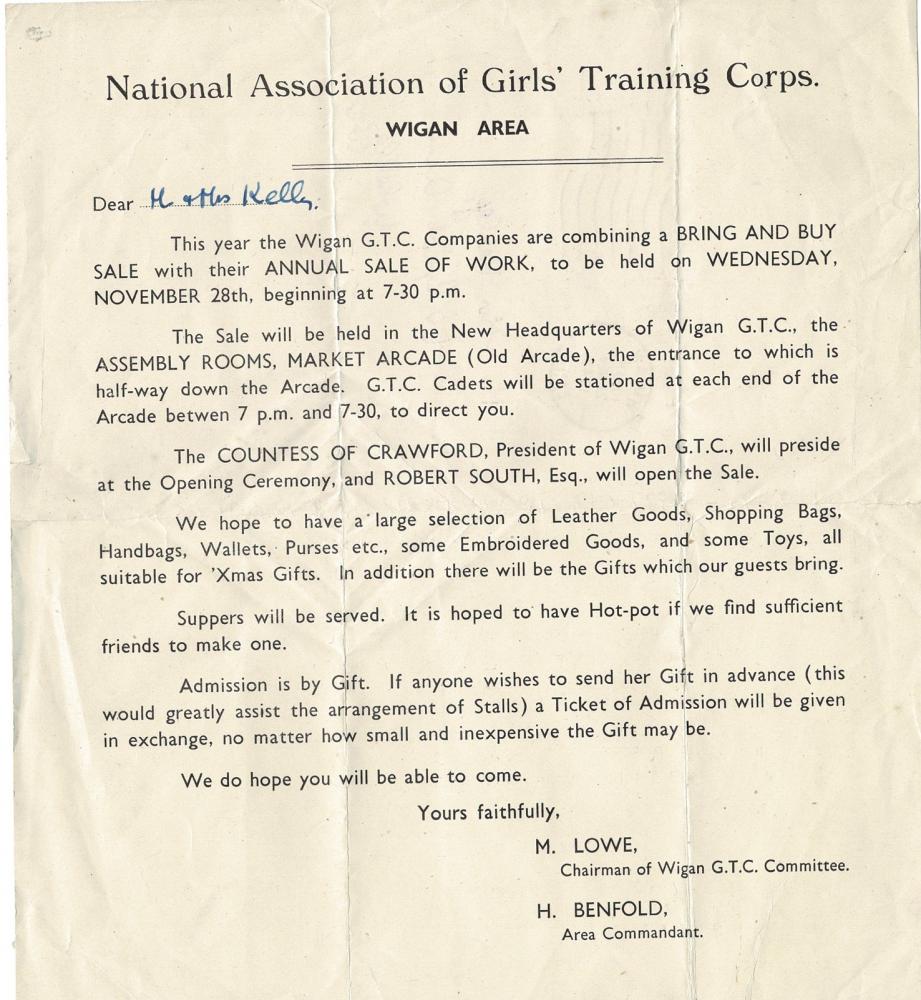 National Association of Girls' Training Corps.
WIGAN AREA
Dear M. & Mrs Kelly.
This year the Wigan G.T.C. Companies are combining a BRING AND BUY
SALE with their ANNUAL SALE OF WORK, to be held on WEDNESDAY,
NOVEMBER 28th, beginning at 7-30 p.m.
The Sale will be held in the New Headquarters of Wigan G.T.C., the
ASSEMBLY ROOMS, MARKET ARCADE (Old Arcade), the entrance to which is
half-way down the Arcade. G.T.C. Cadets will be stationed at each end of the
Arcade betwen 7 p.m. and 7-30, to direct you.
The COUNTESS OF CRAWFORD, President of Wigan G.T.C., will preside
at the Opening Ceremony, and ROBERT SOUTH, Esq., will open the Sale.
We hope to have a large selection of Leather Goods, Shopping Bags,
Handbags, Wallets, Purses etc., some Embroidered Goods, and some Toys, all
suitable for 'Xmas Gifts. In addition there will be the Gifts which our guests bring.
Suppers will be served. It is hoped to have Hot-pot if we find sufficient
friends to make one.
Admission is by Gift. If anyone wishes to send her Gift in advance (this
would greatly assist the arrangement of Stalls) a Ticket of Admission will be given
in exchange, no matter how small and inexpensive the Gift may be.
We do hope you will be able to come.
Yours faithfully,
M. LOWE,
Chairman of Wigan G.T.C. Committee.
H. BENFOLD,
Area Commandant.